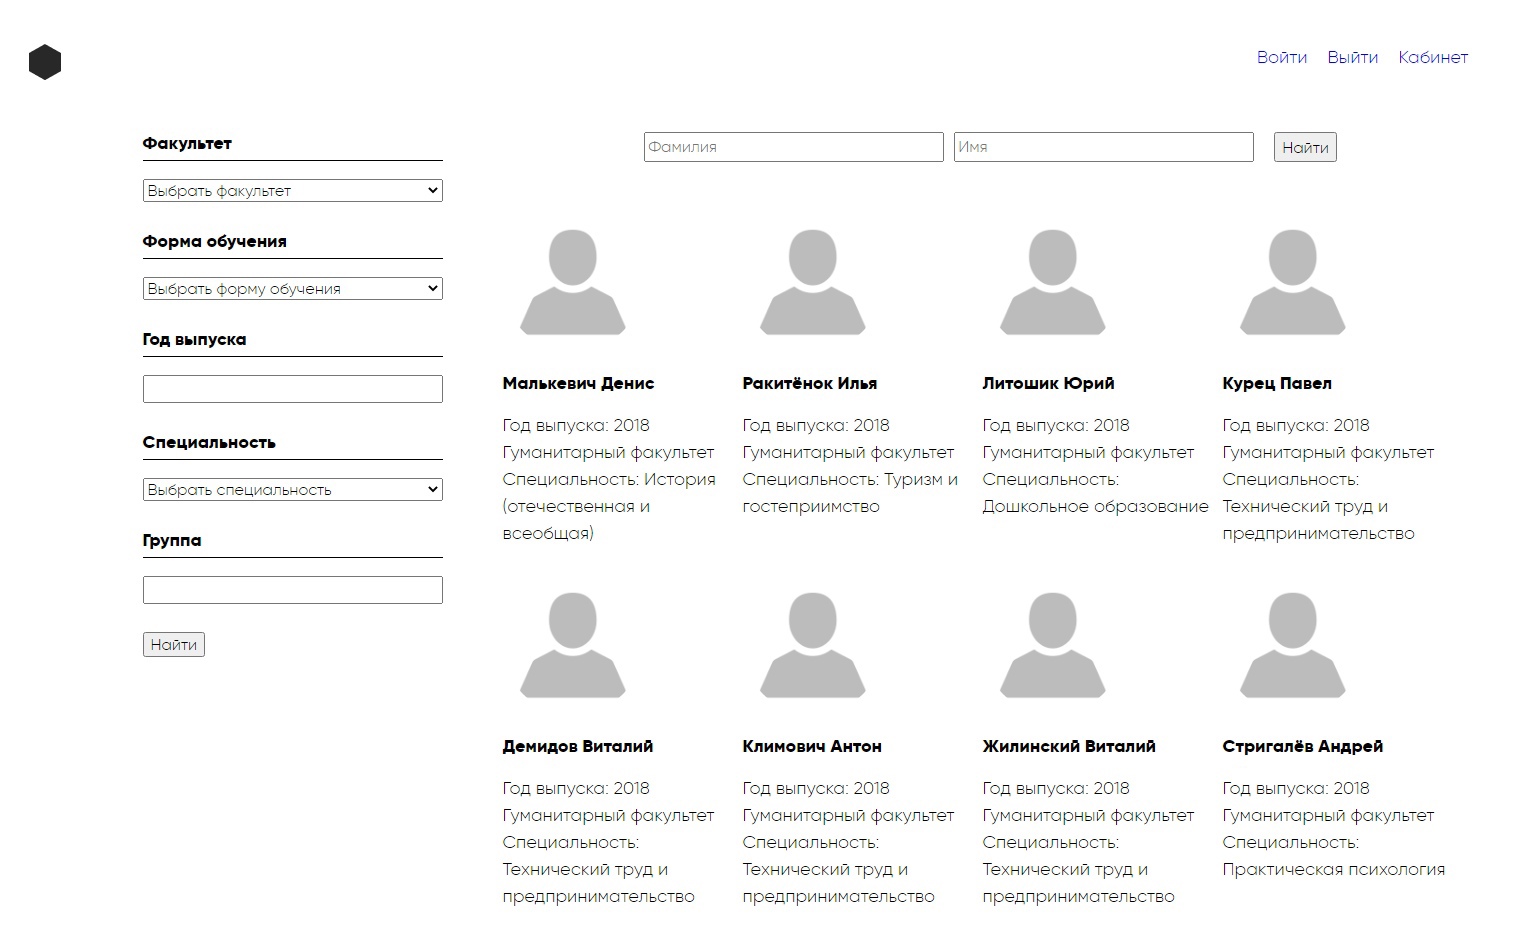 Войти Выйти Кабинет
Факультет
Выбрать факультет
Форма обучения
Выбрать форму обучения
Год выпуска
Специальность
Выбрать специальность
Группа
Найти
Фамилия Имя Найти
Малькевич Денис
Год выпуска: 2018
Гуманитарный факультет
Специальность: История
(отечественная и
всеобщая)
Ракитёнок Илья
Год выпуска: 2018
Гуманитарный факультет
Специальность: Туризм и
гостеприимство
Литошик Юрий
Год выпуска: 2018
Гуманитарный факультет
Специальность:
Дошкольное образование
Курец Павел
Год выпуска: 2018
Гуманитарный факультет
Специальность:
Технический труд и
предпринимательство
Демидов Виталий
Год выпуска: 2018
Гуманитарный факультет
Специальность:
Технический труд и
предпринимательство
Климович Антон
Год выпуска: 2018
Гуманитарный факультет
Специальность:
Технический труд и
предпринимательство
Жилинский Виталий
Год выпуска: 2018
Гуманитарный факультет
Специальность:
Технический труд и
предпринимательство
Стригалёв Андрей
Год выпуска: 2018
Гуманитарный факультет
Специальность:
Практическая психология